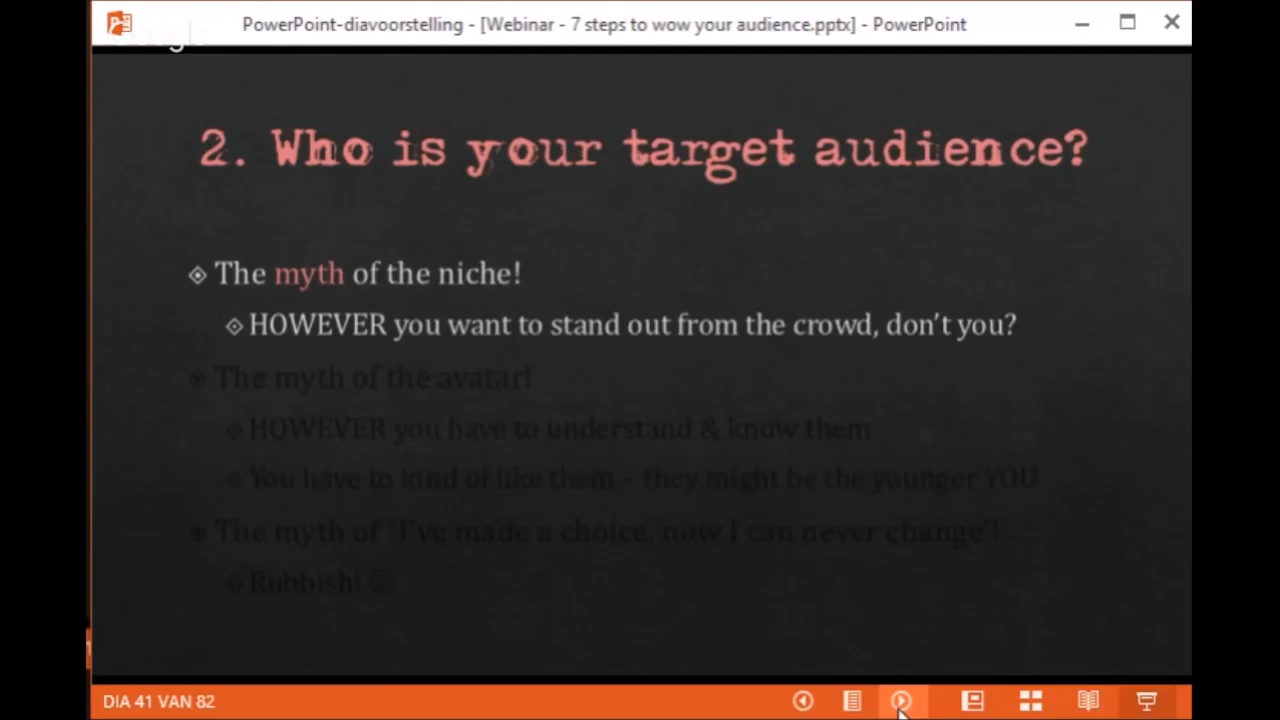 PowerPoint-diavoorstelling - [Webinar - 7 steps to wow your audience.pptx] - PowerPoint
2. Who is your target audience?
The myth of the niche!
HOWEVER you want to stand out from the crowd, don't you?
The myth of the avatar!
HOWEVER you have to understand & know them
You have to kind of like them – they might be the younger YOU
The myth of "I've made a choice, now I can never change"!
Rubbish! ☺
DIA 41 VAN 82